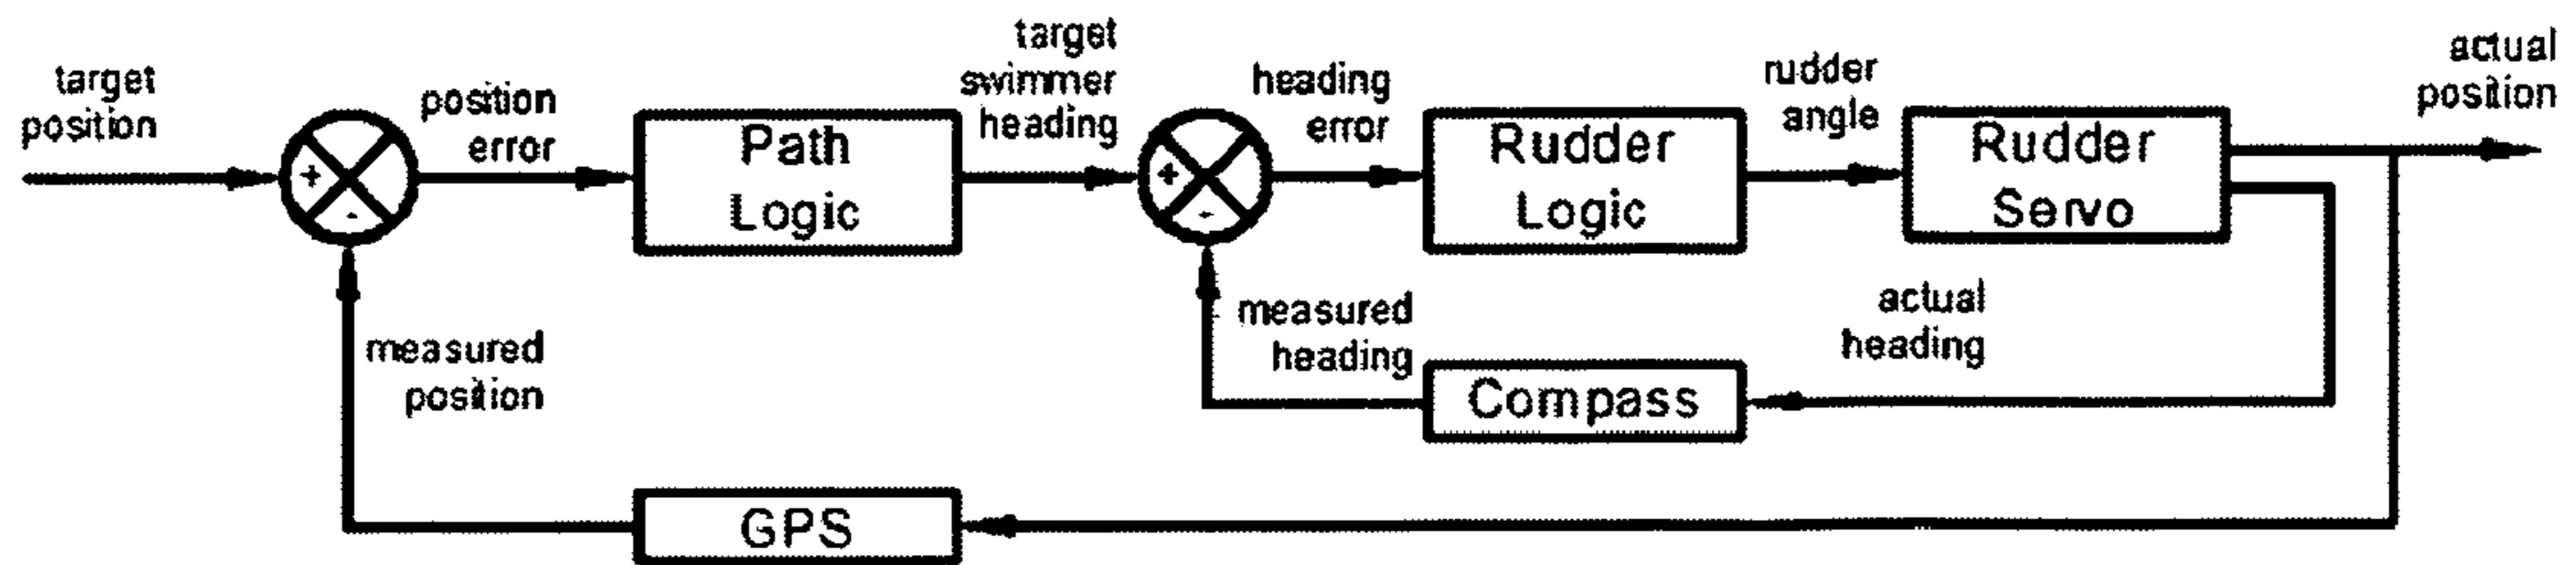 target
position
+
-
position
error
Path
Logic
target
swimmer
heading
+
-
heading
error
Rudder
Logic
rudder
angle
Rudder
Servo
actual
position
measured
position
measured
heading
Compass
actual
heading
GPS